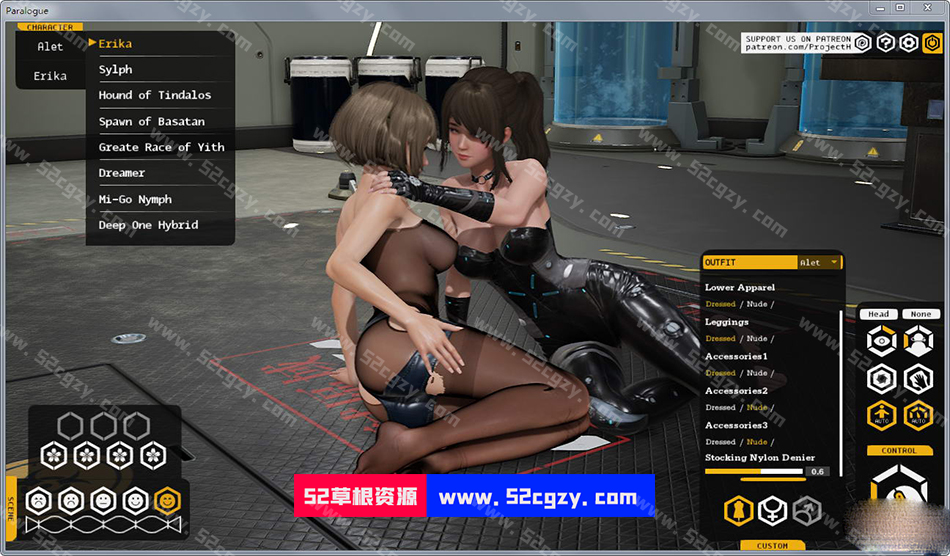 Paralogue
CHARACTER
Alet
Erika
Erika
Sylph
Hound of Tindalos
Spawn of Basatan
Greate Race of Yith
Dreamer
Mi-Go Nymph
Deep One Hybrid
SUPPORT US ON PATREON
patreon.com/ProjectH
OUTFIT
Alet
Lower Apparel
Dressed / Nude /
Leggings
Dressed / Nude /
Accessories1
Dressed / Nude /
Accessories2
Dressed / Nude /
Accessories3
Dressed / Nude /
Stocking Nylon Denier
0.6
Head
None
AUTO
AUTO
CONTROL
CUSTOM
SCENE
52草根资源
www.52cgzy.com
www.52cgzy.com